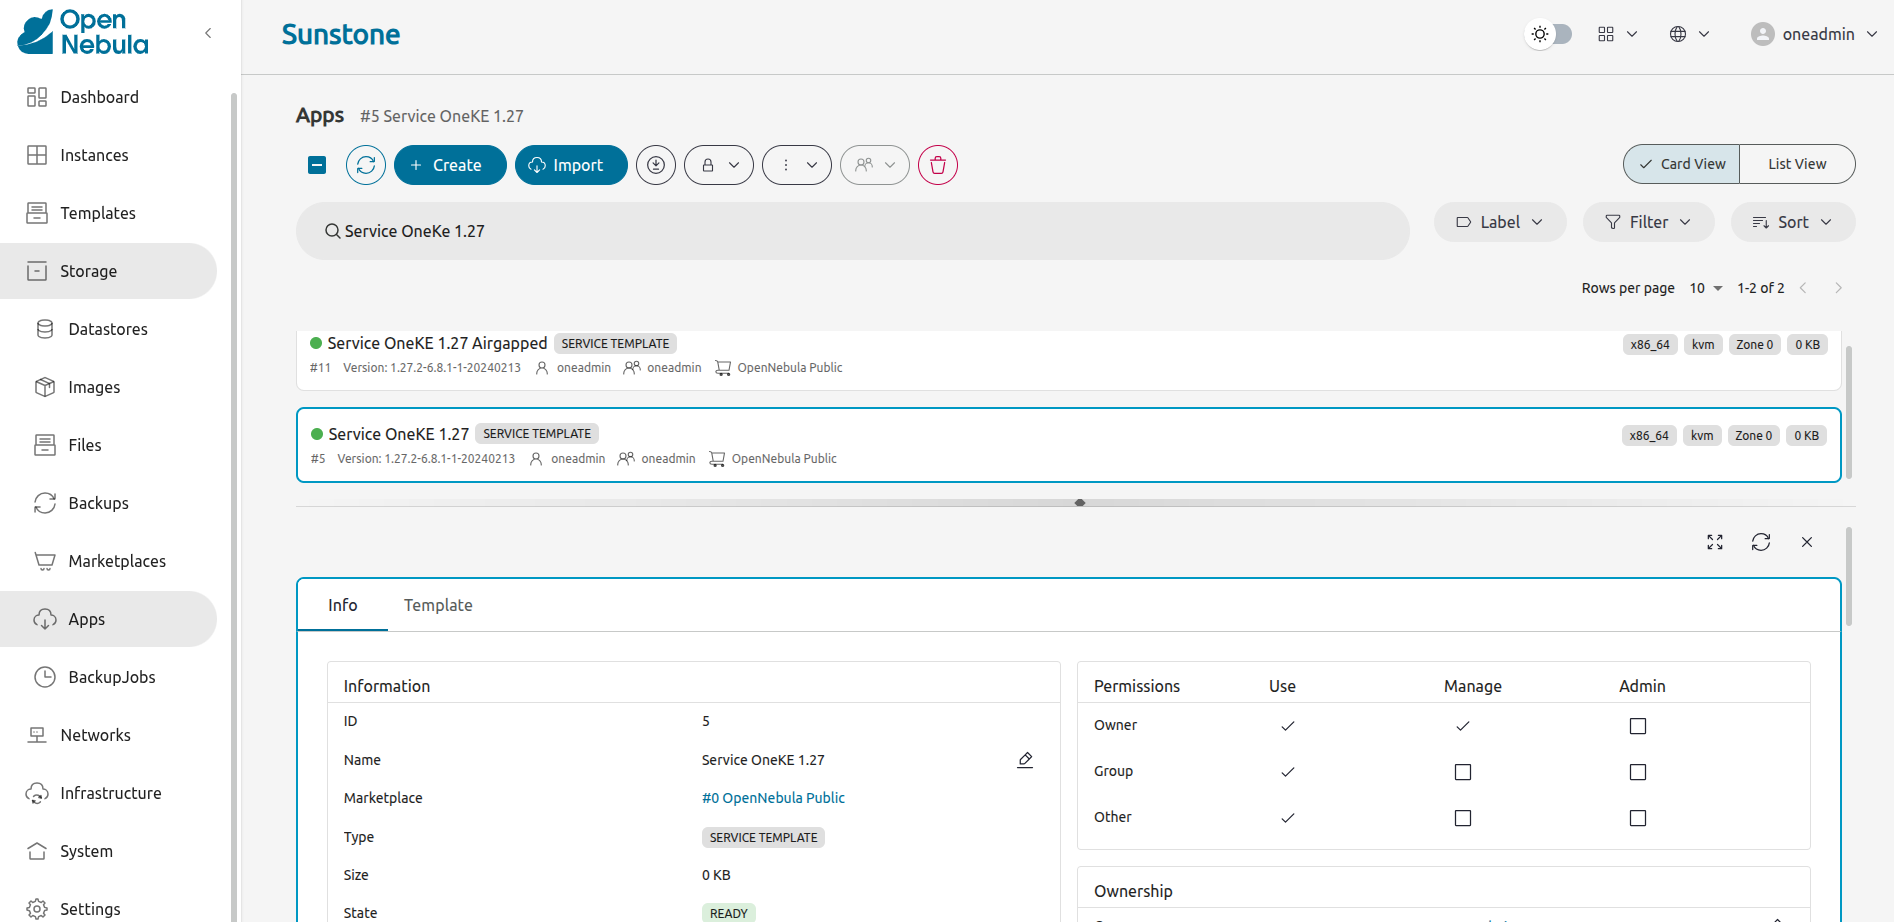 Open
Nebula
Sunstone
oneadmin
Dashboard
Instances
Templates
Storage
Datastores
Images
Files
Backups
Marketplaces
Apps
BackupJobs
Networks
Infrastructure
System
Settings
Apps #5 Service OneKE 1.27
Create
Import
Card View
List View
Service OneKe 1.27
Label
Filter
Sort
Rows per page 10 1-2 of 2
Service OneKE 1.27 Airgapped SERVICE TEMPLATE
x86_64 kvm Zone 0 0 KB
#11 Version: 1.27.2-6.8.1-1-20240213 oneadmin oneadmin OpenNebula Public
Service OneKE 1.27 SERVICE TEMPLATE
x86_64 kvm Zone 0 0 KB
#5 Version: 1.27.2-6.8.1-1-20240213 oneadmin oneadmin OpenNebula Public
Info Template
Information
ID 5
Name Service OneKE 1.27
Marketplace #0 OpenNebula Public
Type SERVICE TEMPLATE
Size 0 KB
State READY
Permissions Use Manage Admin
Owner
Group
Other
Ownership